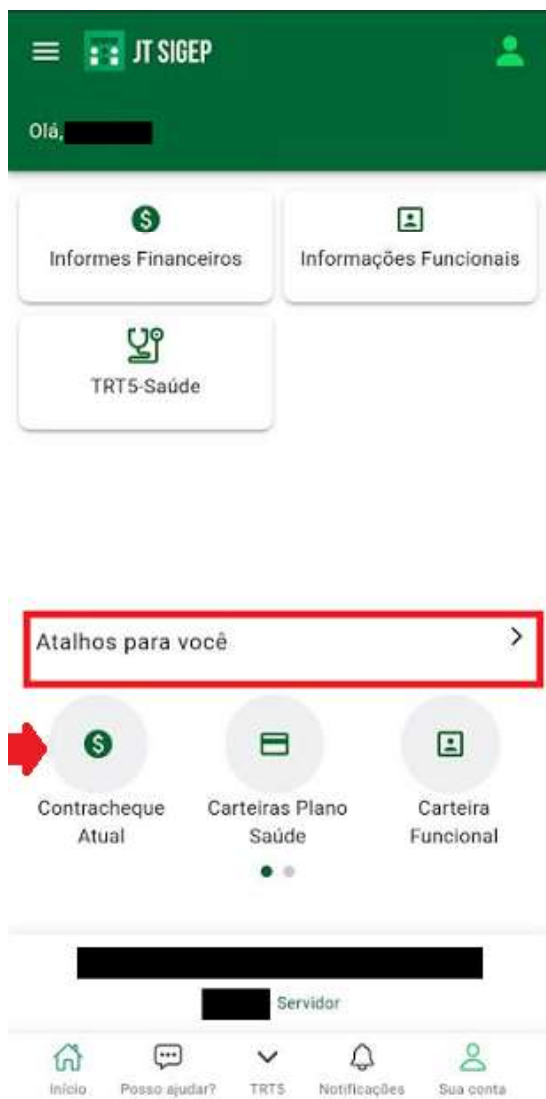 JT SIGEP
Olá,
Informes Financeiros
Informações Funcionais
TRT5-Saúde
Atalhos para você
Contracheque
Atual
Carteiras Plano
Saúde
Carteira
Funcional
Servidor
Início
Posso ajudar?
TRT5
Notificações
Sua conta